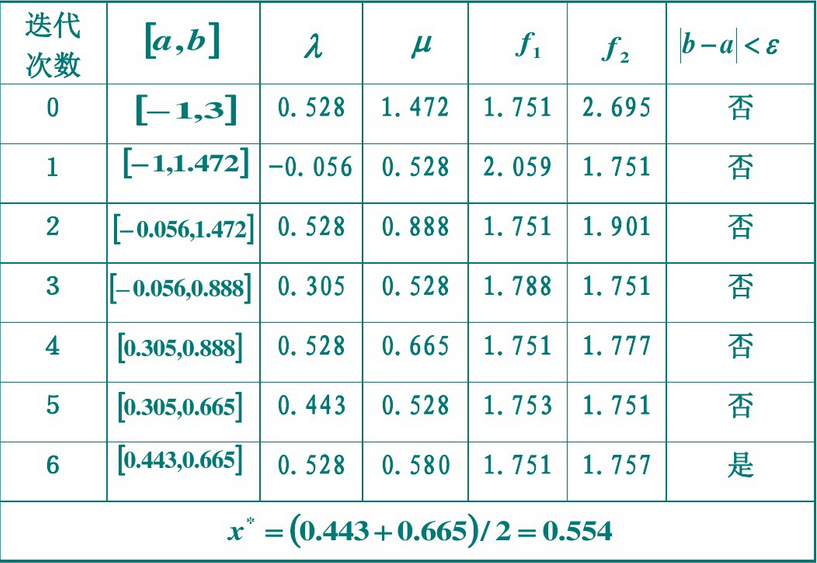 迭代次数 [a,b] λ μ f₁ f₂ |b−a|<ε
0 [−1,3] 0.528 1.472 1.751 2.695 否
1 [−1,1.472] −0.056 0.528 2.059 1.751 否
2 [−0.056,1.472] 0.528 0.888 1.751 1.901 否
3 [−0.056,0.888] 0.305 0.528 1.788 1.751 否
4 [0.305,0.888] 0.528 0.665 1.751 1.777 否
5 [0.305,0.665] 0.443 0.528 1.753 1.751 否
6 [0.443,0.665] 0.528 0.580 1.751 1.757 是
x* = (0.443+0.665)/2 = 0.554